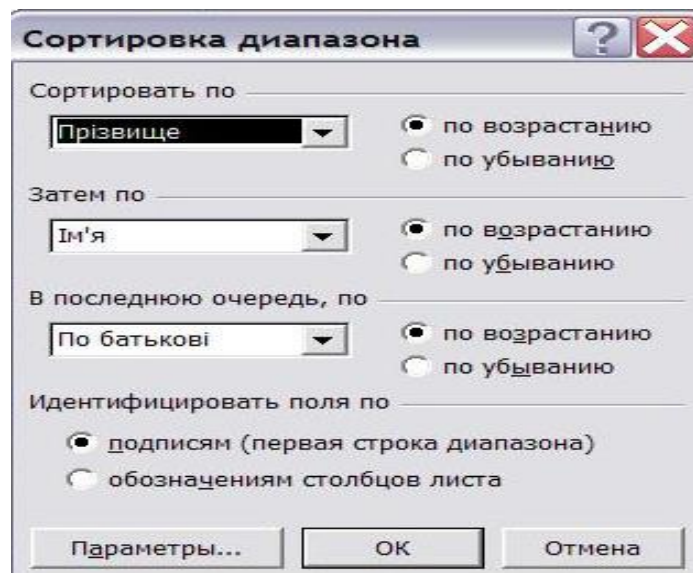 Сортировка диапазона
Сортировать по
Прізвище
по возрастанию
по убыванию
Затем по
Ім'я
по возрастанию
по убыванию
В последнюю очередь, по
По батькові
по возрастанию
по убыванию
Идентифицировать поля по
подписям (первая строка диапазона)
обозначениям столбцов листа
Параметры... ОК Отмена